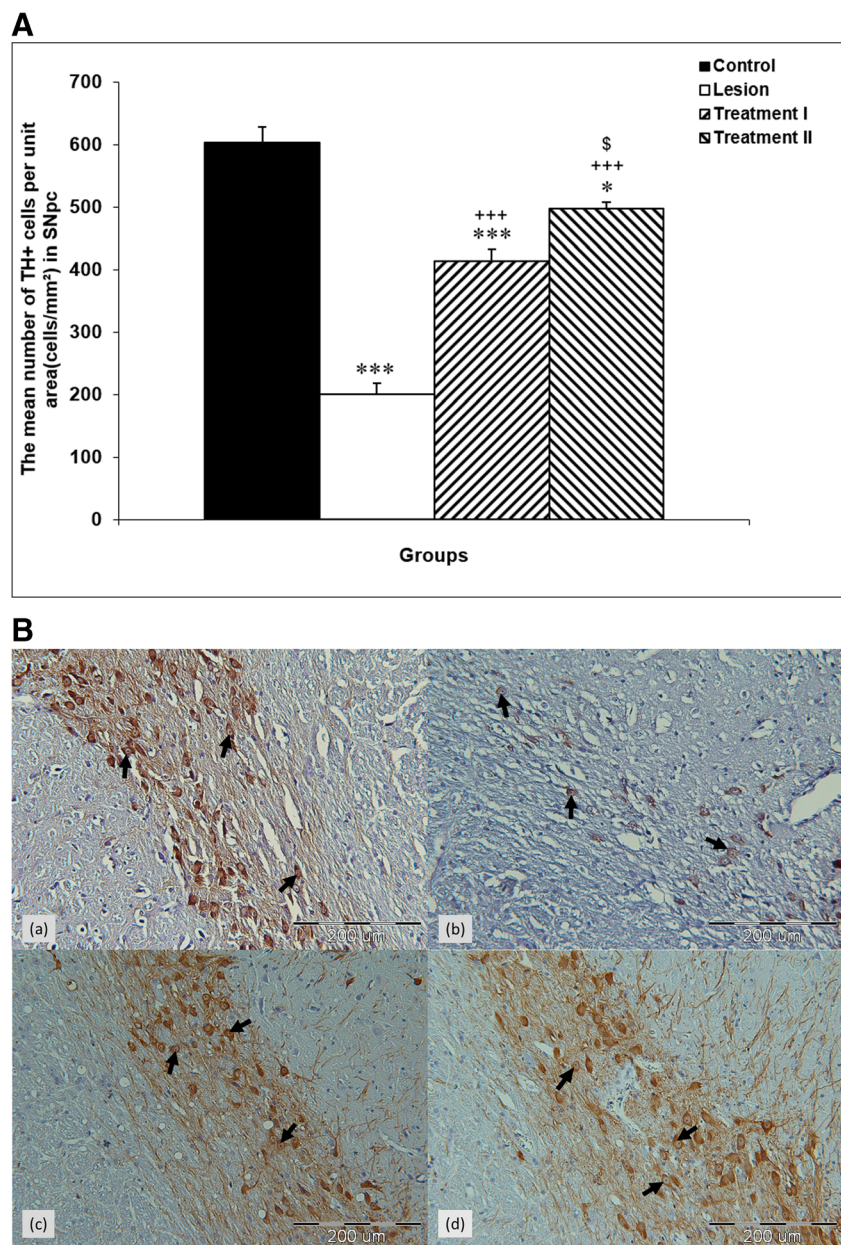 A
Control
Lesion
Treatment I
Treatment II
The mean number of TH+ cells per unit
area(cells/mm²) in SNpc
700
600
500
400
300
200
100
0
***
+++
***
$
+++
*
Groups
B
(a)
200 um
(b)
200 um
(c)
200 um
(d)
200 um